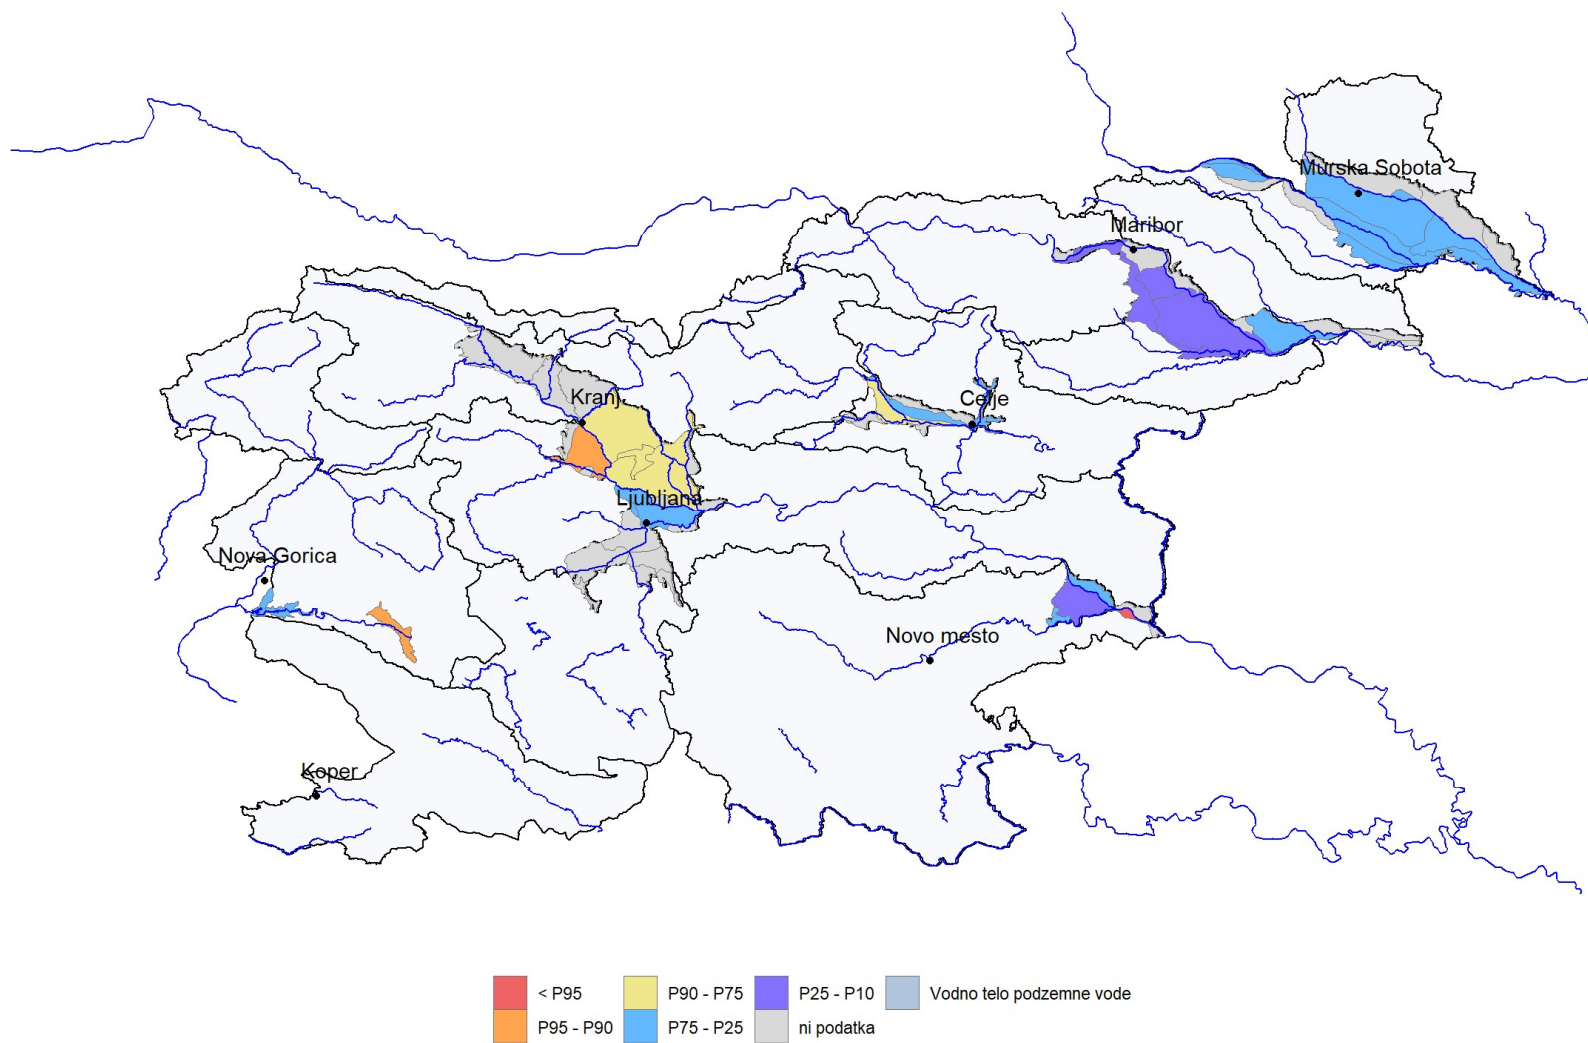 Murska Sobota
Maribor
Kranj
Celje
Ljubljana
Nova Gorica
Novo mesto
Koper
< P95
P90 - P75
P25 - P10
Vodno telo podzemne vode
P95 - P90
P75 - P25
ni podatka